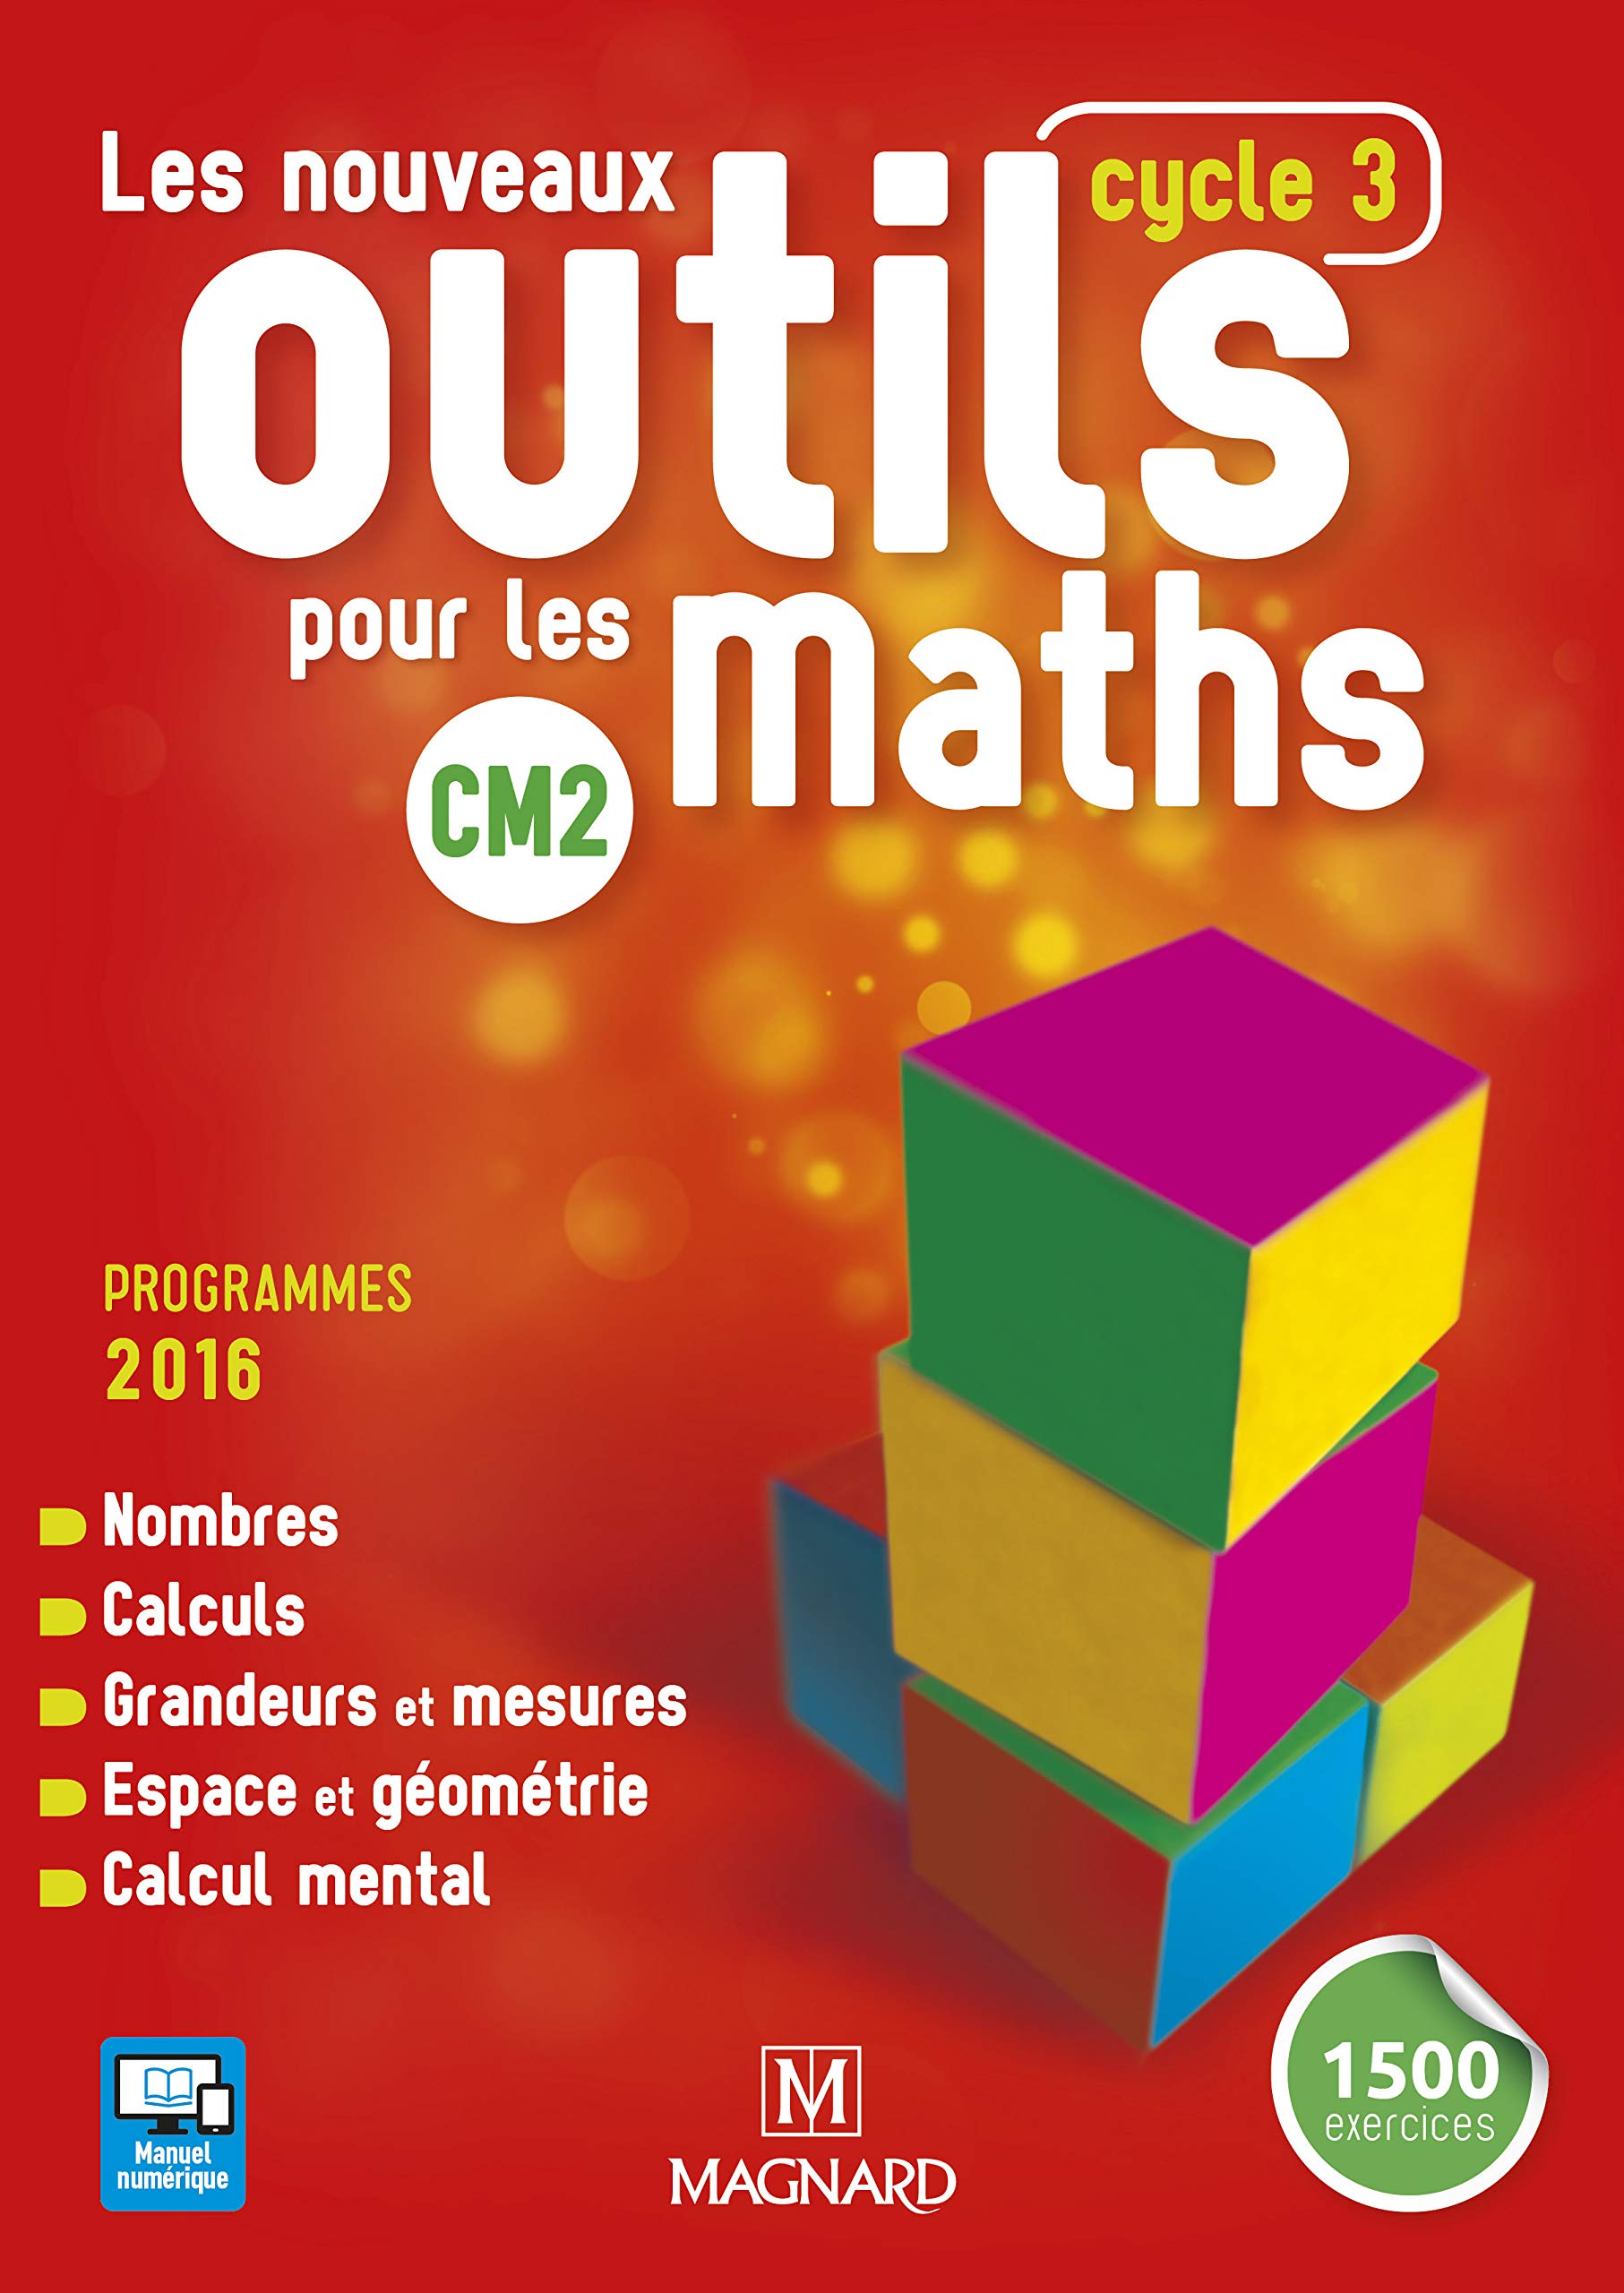 Les nouveaux
cycle 3
outils
pour les
maths
CM2
PROGRAMMES
2016
Nombres
Calculs
Grandeurs et mesures
Espace et géométrie
Calcul mental
Manuel
numérique
M
MAGNARD
1500
exercices